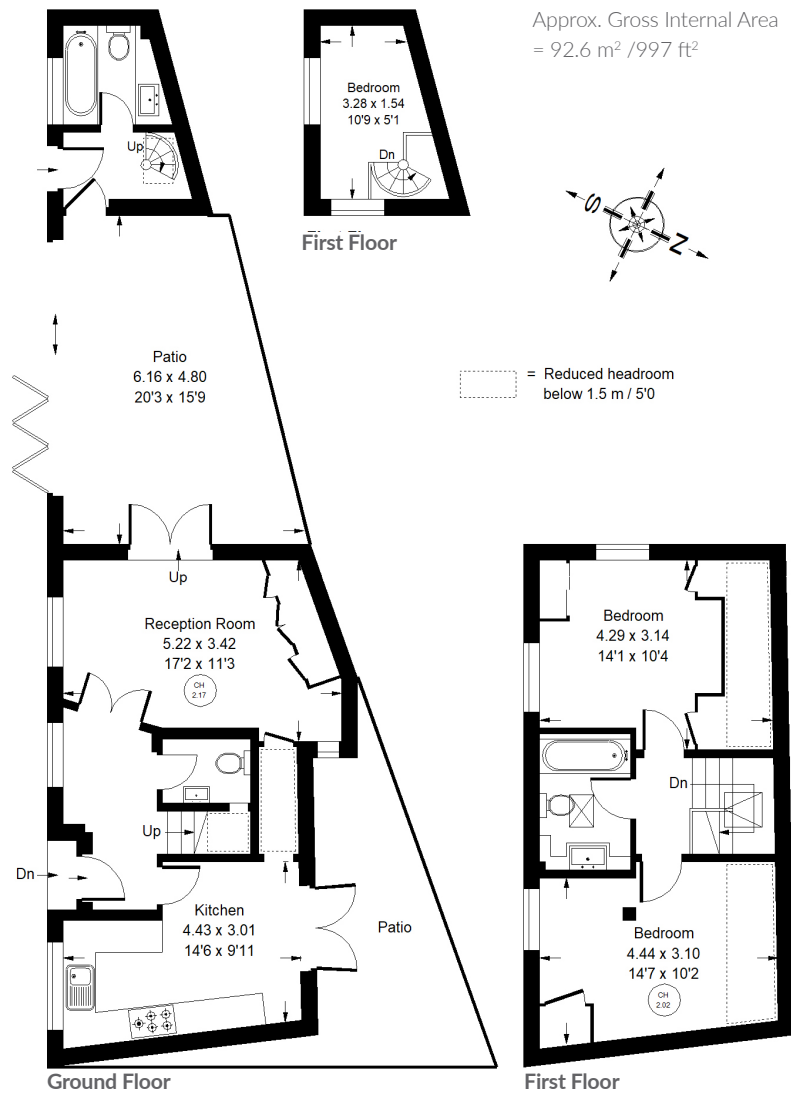 Approx. Gross Internal Area
= 92.6 m² /997 ft²
Bedroom
3.28 x 1.54
10'9 x 5'1
Up
Dn
First Floor
S
N
Patio
6.16 x 4.80
20'3 x 15'9
= Reduced headroom
below 1.5 m / 5'0
Up
Reception Room
5.22 x 3.42
17'2 x 11'3
CH
2.17
Bedroom
4.29 x 3.14
14'1 x 10'4
Dn
Up
Dn
Kitchen
4.43 x 3.01
14'6 x 9'11
Patio
Bedroom
4.44 x 3.10
14'7 x 10'2
CH
2.02
Ground Floor
First Floor